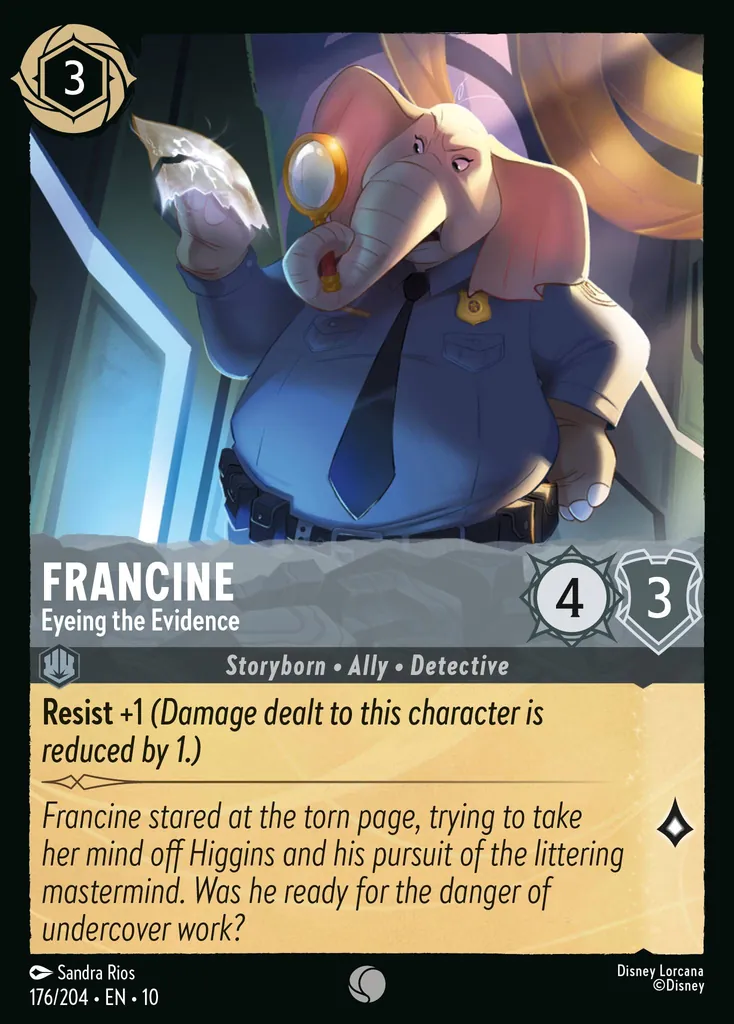 3
FRANCINE
Eyeing the Evidence
4
3
Storyborn • Ally • Detective
Resist +1 (Damage dealt to this character is
reduced by 1.)
Francine stared at the torn page, trying to take
her mind off Higgins and his pursuit of the littering
mastermind. Was he ready for the danger of
undercover work?
Sandra Rios
176/204 • EN • 10
Disney Lorcana
©Disney